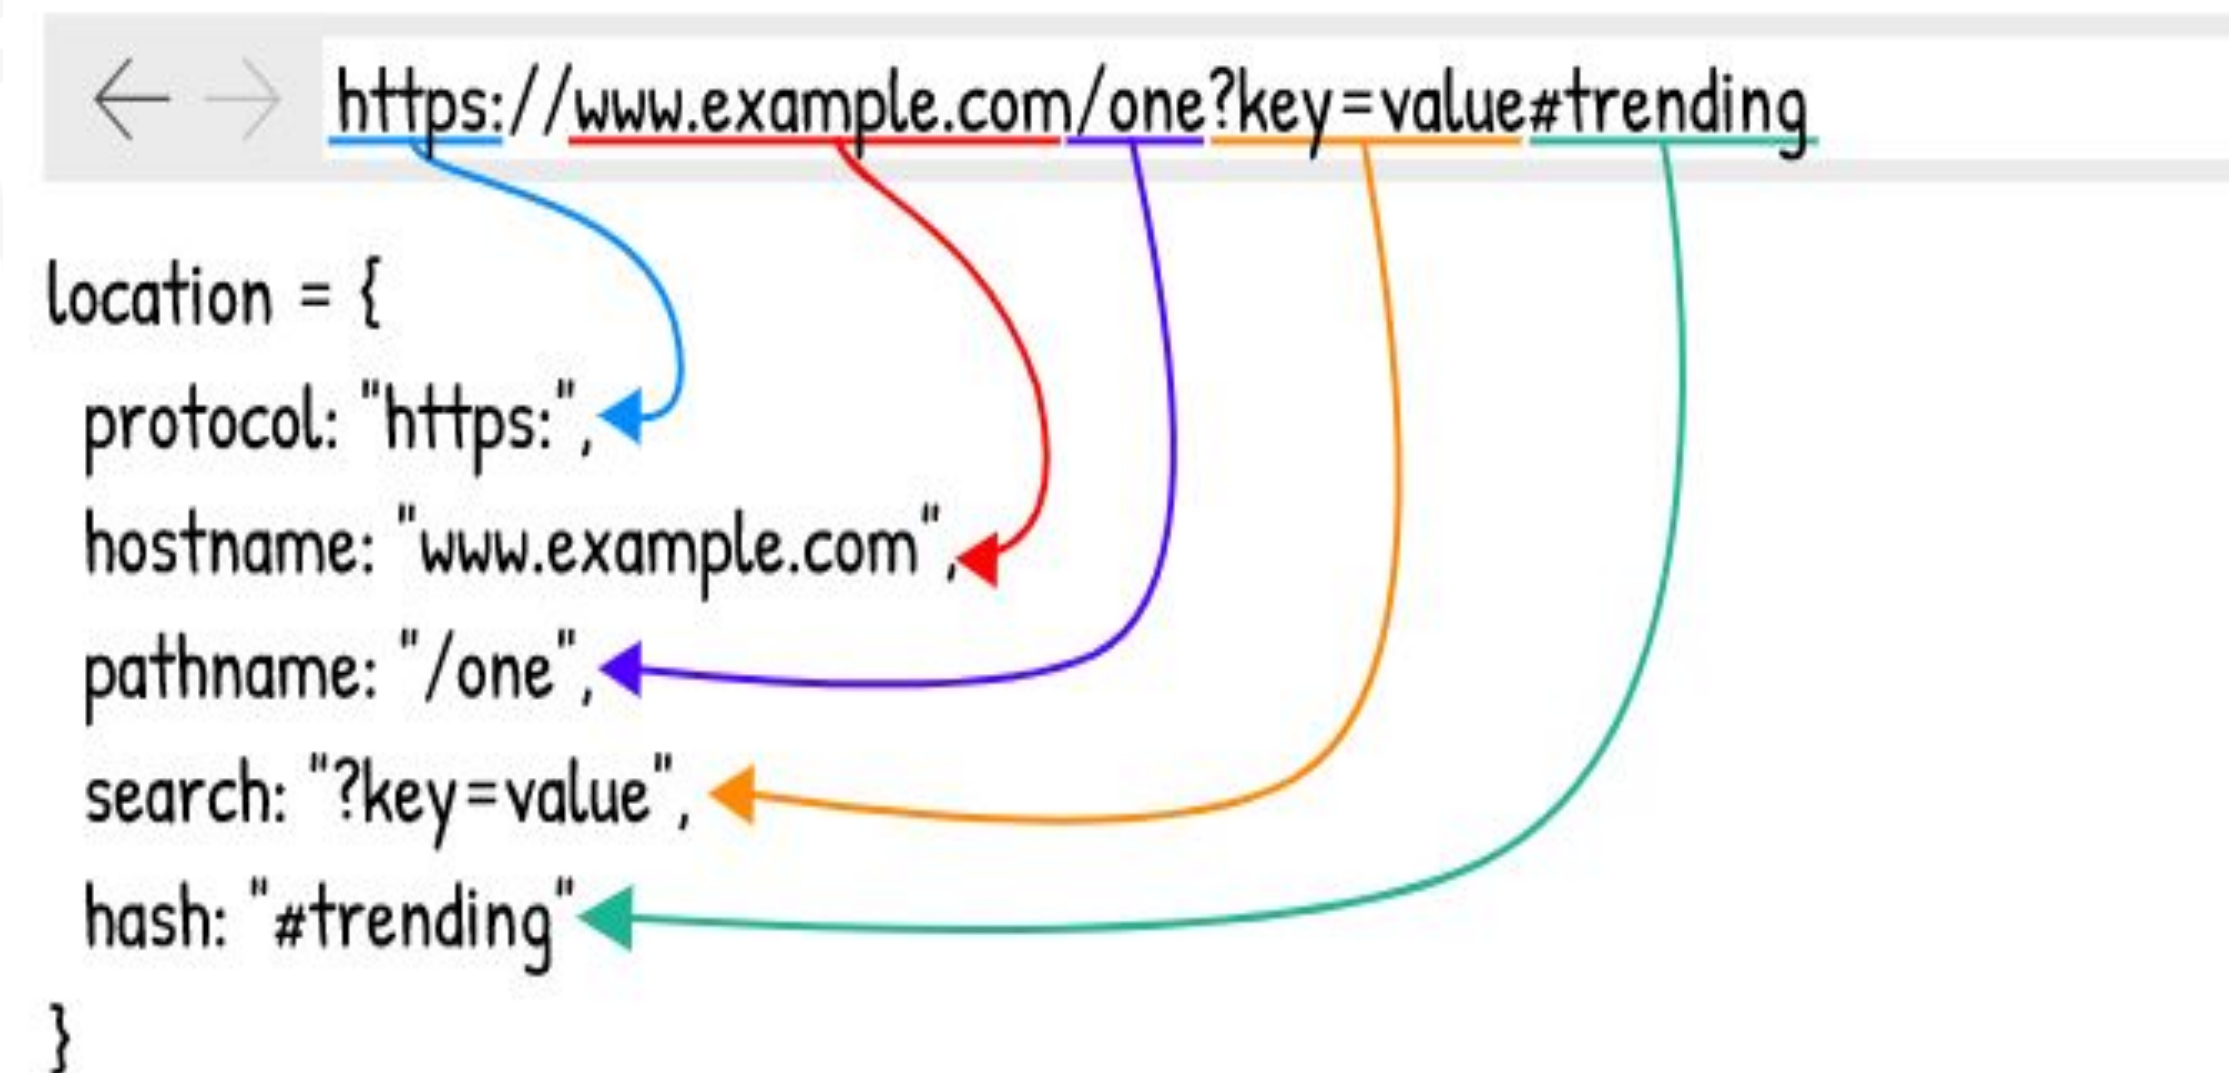 https://www.example.com/one?key=value#trending
location = {
protocol: "https:",
hostname: "www.example.com",
pathname: "/one",
search: "?key=value",
hash: "#trending"
}